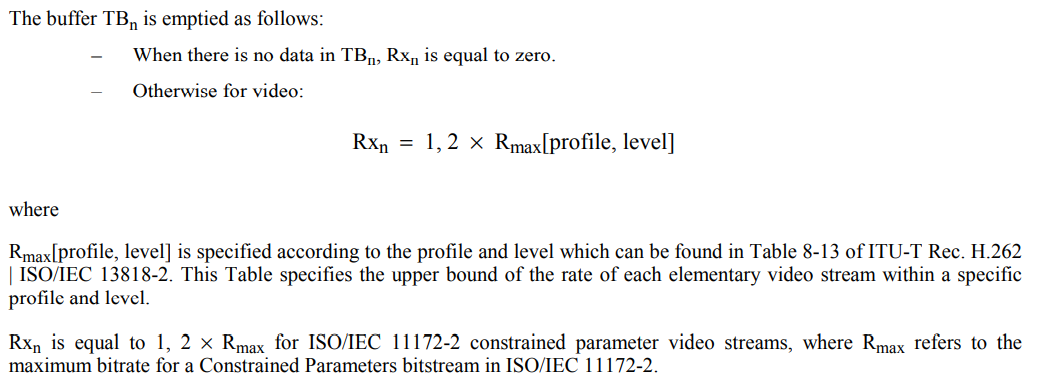 The buffer TBn is emptied as follows:
– When there is no data in TBn, Rxn is equal to zero.
– Otherwise for video:
Rxn = 1, 2 × Rmax[profile, level]
where
Rmax[profile, level] is specified according to the profile and level which can be found in Table 8-13 of ITU-T Rec. H.262
| ISO/IEC 13818-2. This Table specifies the upper bound of the rate of each elementary video stream within a specific
profile and level.
Rxn is equal to 1, 2 × Rmax for ISO/IEC 11172-2 constrained parameter video streams, where Rmax refers to the
maximum bitrate for a Constrained Parameters bitstream in ISO/IEC 11172-2.